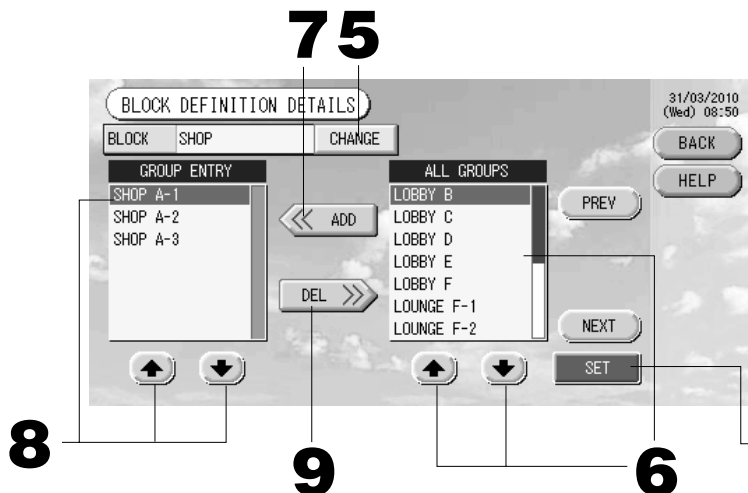 7 5
BLOCK DEFINITION DETAILS
31/03/2010
(Wed) 08:50
BLOCK SHOP CHANGE
BACK
HELP
GROUP ENTRY
SHOP A-1
SHOP A-2
SHOP A-3
ADD
DEL
ALL GROUPS
LOBBY B
LOBBY C
LOBBY D
LOBBY E
LOBBY F
LOUNGE F-1
LOUNGE F-2
PREV
NEXT
SET
8
9
6